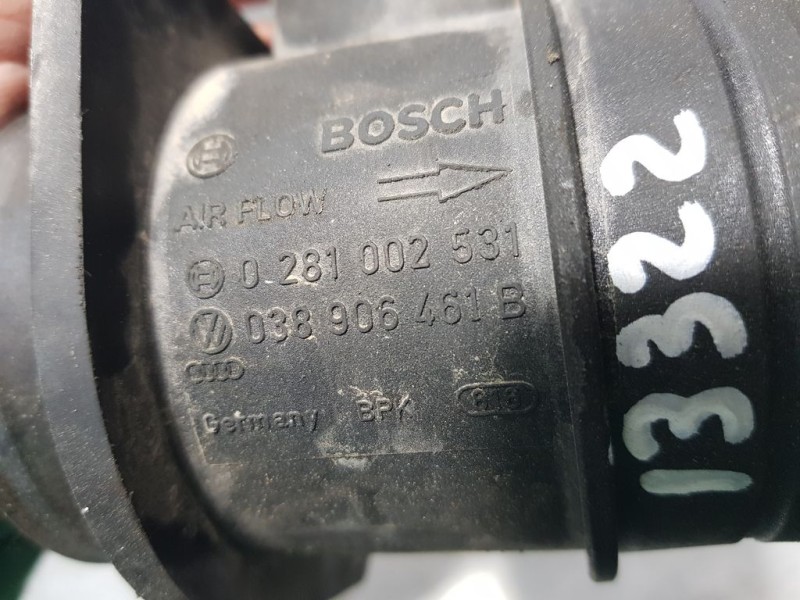 BOSCH
AIR FLOW
0 281 002 531
038 906 461 B
Germany BPK
13322